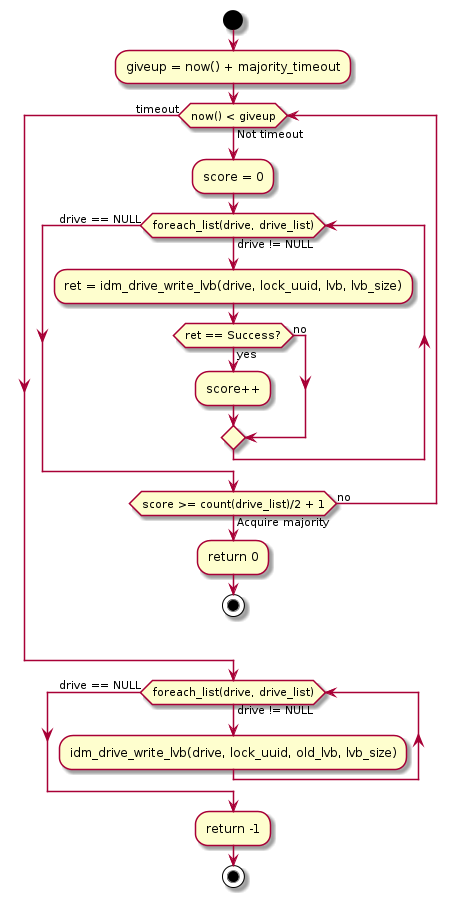 giveup = now() + majority_timeout
timeout
now() < giveup
Not timeout
score = 0
drive == NULL
foreach_list(drive, drive_list)
drive != NULL
ret = idm_drive_write_lvb(drive, lock_uuid, lvb, lvb_size)
ret == Success?
no
yes
score++
score >= count(drive_list)/2 + 1
no
Acquire majority
return 0
drive == NULL
foreach_list(drive, drive_list)
drive != NULL
idm_drive_write_lvb(drive, lock_uuid, old_lvb, lvb_size)
return -1